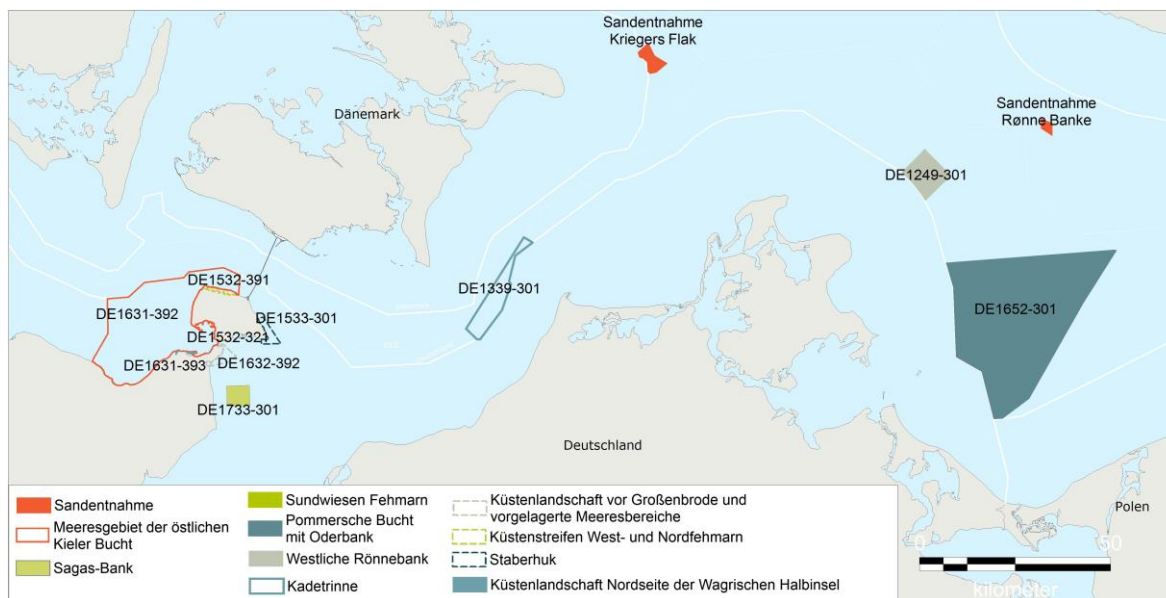 Sandentnahme
Kriegers Flak
Dänemark
Sandentnahme
Rønne Banke
DE1249-301
DE1532-391
DE1339-301
DE1631-392
DE1533-301
DE1652-301
DE1532-321
DE1631-393
DE1632-392
DE1733-301
Deutschland
Polen
Sandentnahme
Meeresgebiet der östlichen
Kieler Bucht
Sagas-Bank
Sundwiesen Fehmarn
Pommersche Bucht
mit Oderbank
Westliche Rönnebank
Kadetrinne
Küstenlandschaft vor Großenbrode und
vorgelagerte Meeresbereiche
Küstenstreifen West- und Nordfehmarn
Staberhuk
Küstenlandschaft Nordseite der Wagrischen Halbinsel
0 50
kilometer